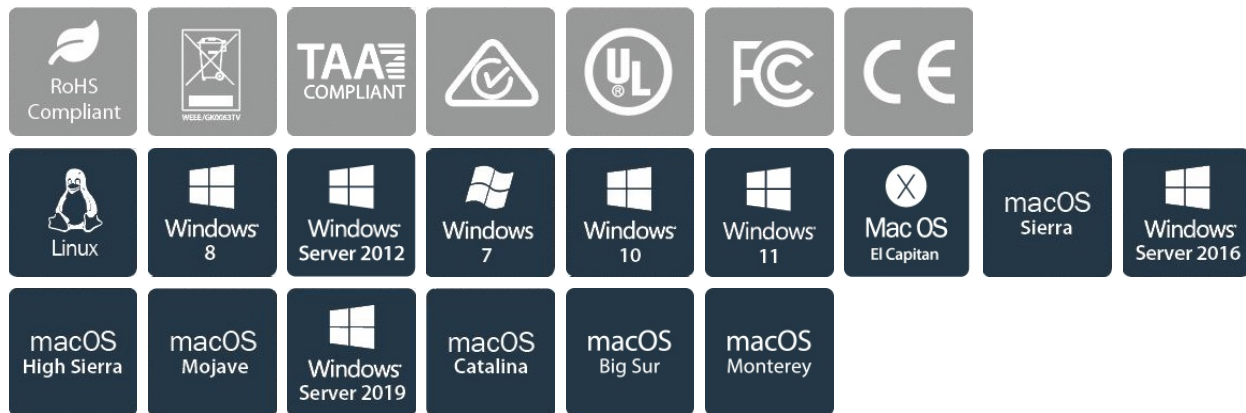 RoHS
Compliant
WEEE/GK0083TV
TAA
COMPLIANT
UL
®
FC
CE
Linux
Windows
8
Windows
Server 2012
Windows
7
Windows
10
Windows
11
X
Mac OS
El Capitan
macOS
Sierra
Windows
Server 2016
macOS
High Sierra
macOS
Mojave
Windows
Server 2019
macOS
Catalina
macOS
Big Sur
macOS
Monterey